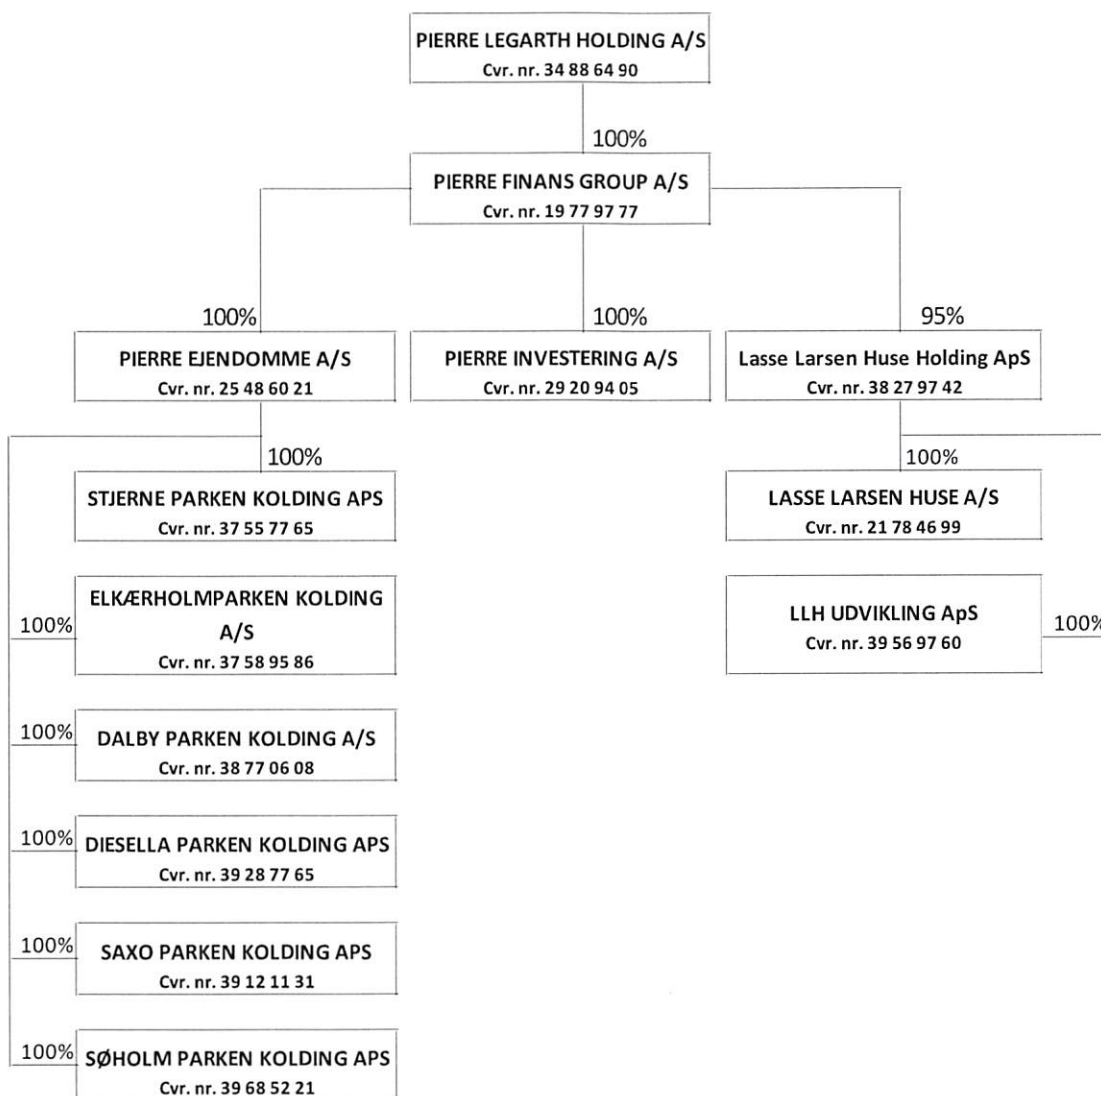 PIERRE LEGARTH HOLDING A/S
Cvr. nr. 34 88 64 90
100%
PIERRE FINANS GROUP A/S
Cvr. nr. 19 77 97 77
100%
100%
95%
PIERRE EJENDOMME A/S
Cvr. nr. 25 48 60 21
PIERRE INVESTERING A/S
Cvr. nr. 29 20 94 05
Lasse Larsen Huse Holding ApS
Cvr. nr. 38 27 97 42
100%
100%
STJERNE PARKEN KOLDING APS
Cvr. nr. 37 55 77 65
LASSE LARSEN HUSE A/S
Cvr. nr. 21 78 46 99
100%
ELKÆRHOLMPARKEN KOLDING
A/S
Cvr. nr. 37 58 95 86
LLH UDVIKLING ApS
Cvr. nr. 39 56 97 60
100%
100%
DALBY PARKEN KOLDING A/S
Cvr. nr. 38 77 06 08
100%
DIESELLA PARKEN KOLDING APS
Cvr. nr. 39 28 77 65
100%
SAXO PARKEN KOLDING APS
Cvr. nr. 39 12 11 31
100%
SØHOLM PARKEN KOLDING APS
Cvr. nr. 39 68 52 21